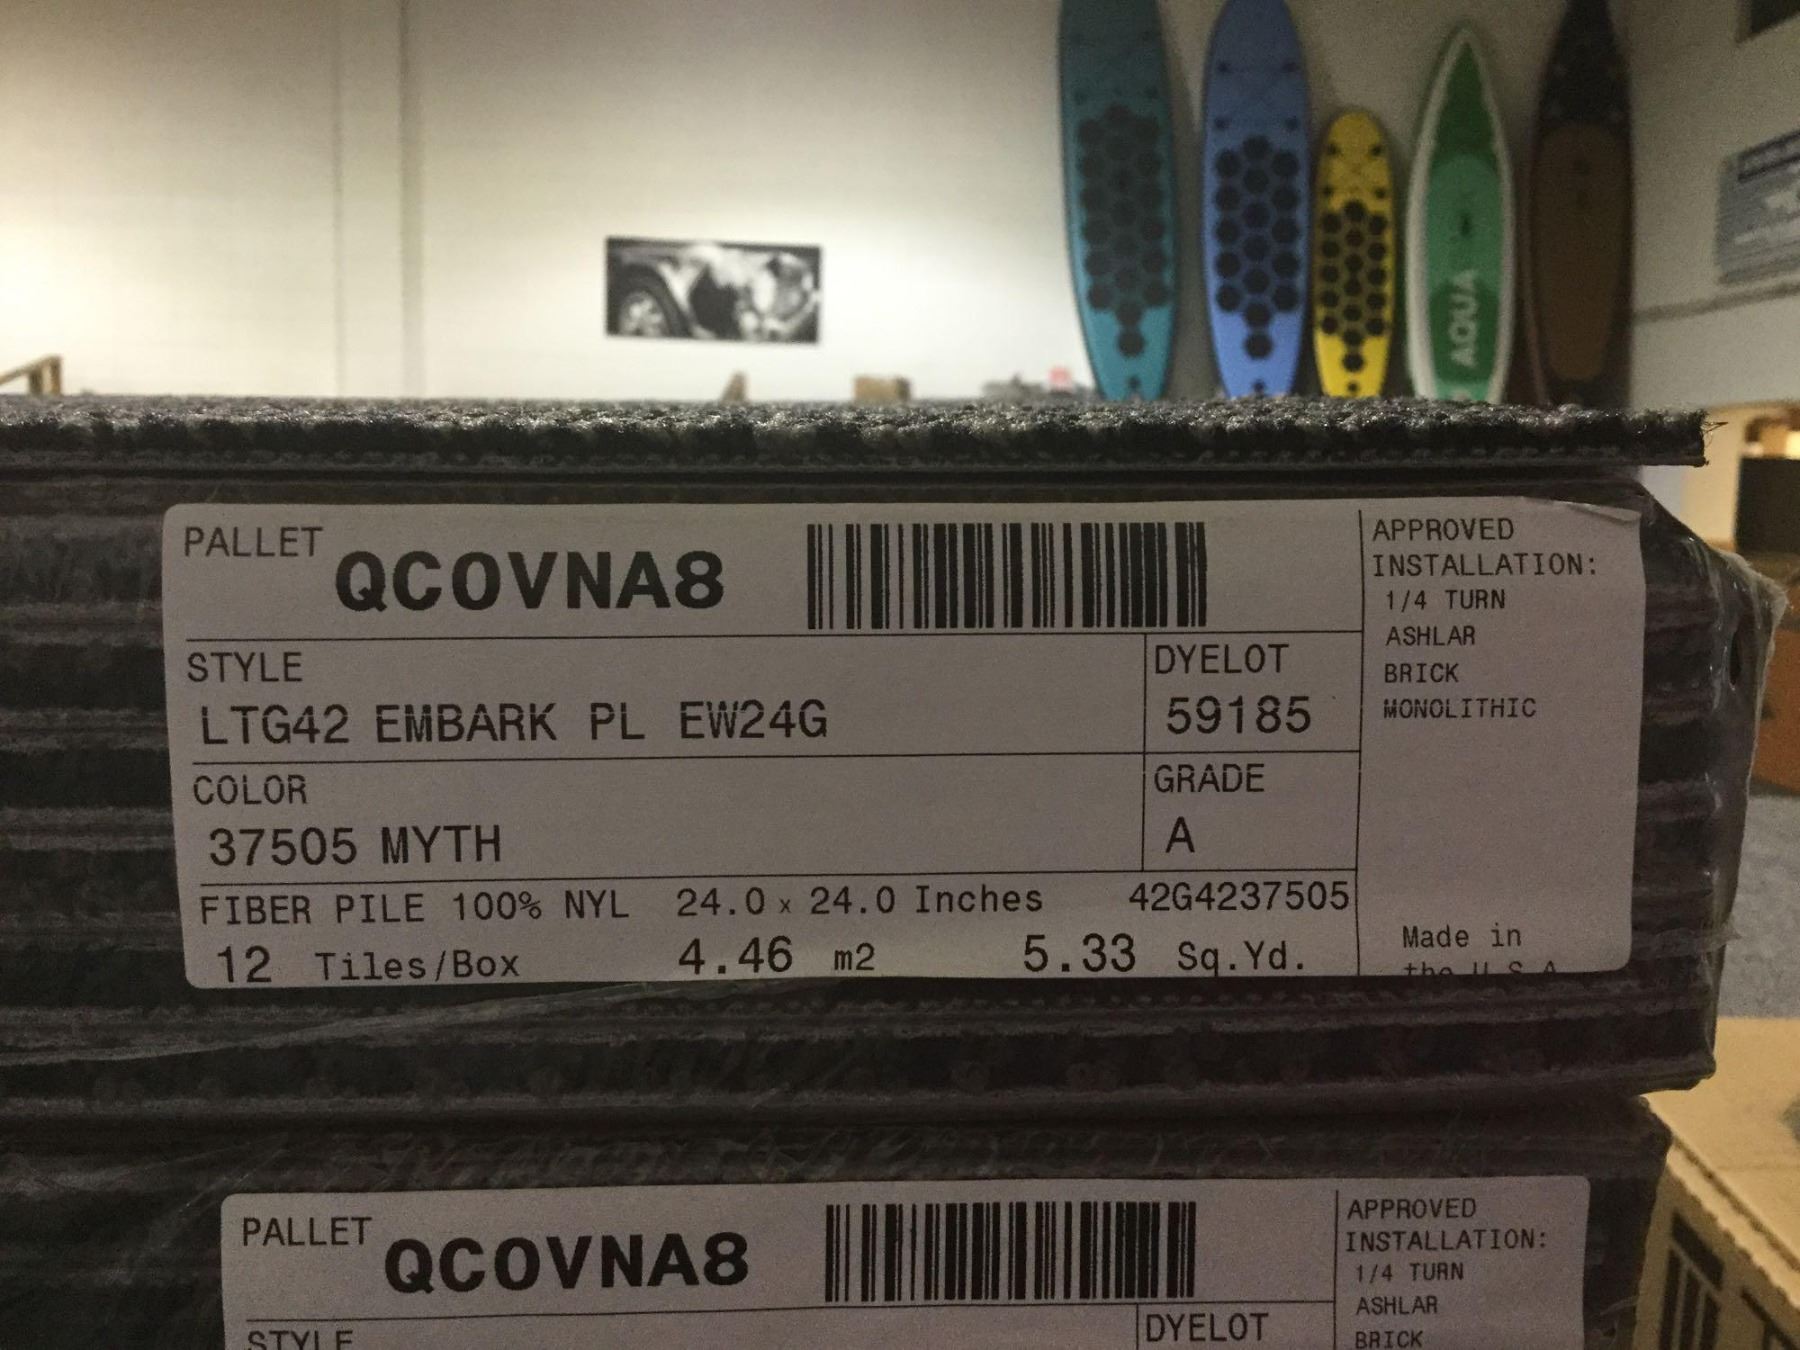 AQUA
PALLET QCOVNA8
STYLE
LTG42 EMBARK PL EW24G
DYELOT
59185
COLOR
37505 MYTH
GRADE
A
FIBER PILE 100% NYL 24.0 x 24.0 Inches 42G4237505
12 Tiles/Box 4.46 m2 5.33 Sq.Yd.
APPROVED
INSTALLATION:
1/4 TURN
ASHLAR
BRICK
MONOLITHIC
Made in
the U.S.A
PALLET QCOVNA8
STYLE
DYELOT
APPROVED
INSTALLATION:
1/4 TURN
ASHLAR
BRICK